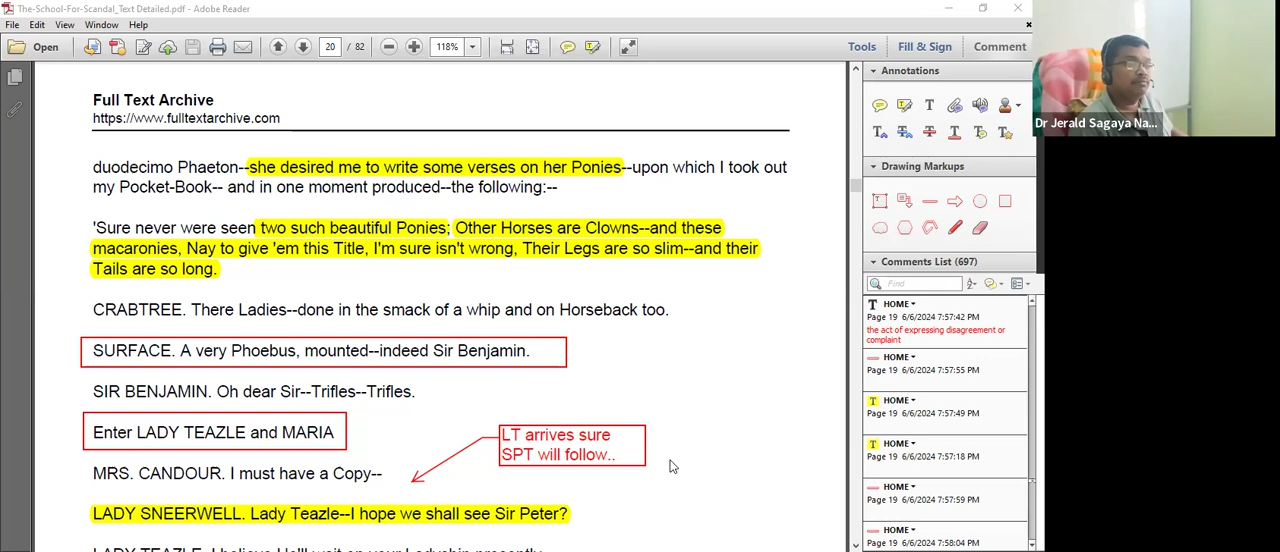 The-School-For-Scandal_Text Detailed.pdf - Adobe Reader
File Edit View Window Help
Open 20 / 82 118% Tools Fill & Sign Comment
Full Text Archive
https://www.fulltextarchive.com
duodecimo Phaeton--she desired me to write some verses on her Ponies--upon which I took out
my Pocket-Book-- and in one moment produced--the following:--
'Sure never were seen two such beautiful Ponies; Other Horses are Clowns--and these
macaronies, Nay to give 'em this Title, I'm sure isn't wrong, Their Legs are so slim--and their
Tails are so long.
CRABTREE. There Ladies--done in the smack of a whip and on Horseback too.
SURFACE. A very Phoebus, mounted--indeed Sir Benjamin.
SIR BENJAMIN. Oh dear Sir--Trifles--Trifles.
Enter LADY TEAZLE and MARIA
LT arrives sure
SPT will follow..
MRS. CANDOUR. I must have a Copy--
LADY SNEERWELL. Lady Teazle--I hope we shall see Sir Peter?
LADY TEAZLE. I believe He'll wait on your Ladyship presently.
Annotations
Drawing Markups
Comments List (697)
Find
HOME
Page 19 6/6/2024 7:57:42 PM
the act of expressing disagreement or
complaint
HOME
Page 19 6/6/2024 7:57:55 PM
HOME
Page 19 6/6/2024 7:57:49 PM
HOME
Page 19 6/6/2024 7:57:18 PM
HOME
Page 19 6/6/2024 7:57:59 PM
HOME
Page 19 6/6/2024 7:58:04 PM
Dr Jerald Sagaya Na...